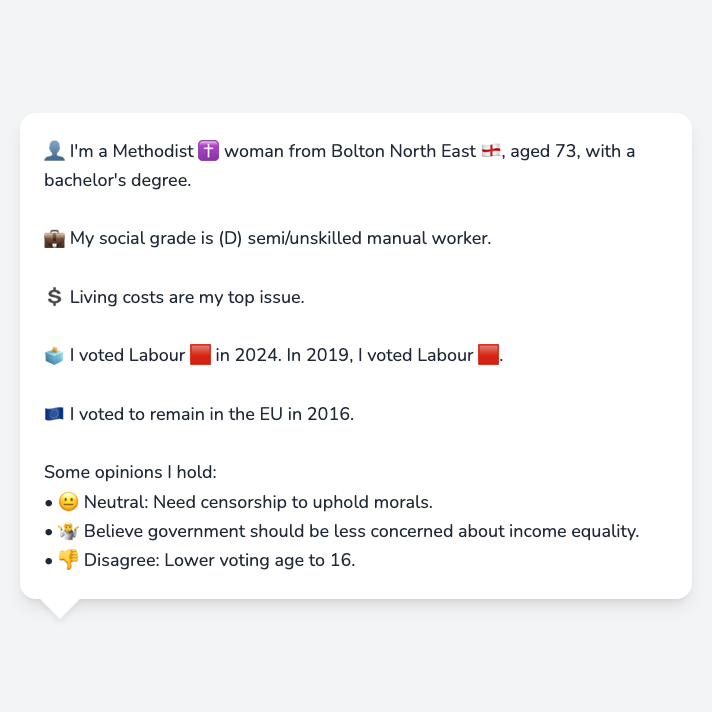 👤 I'm a Methodist ✝️ woman from Bolton North East 🏴󠁧󠁢󠁥󠁮󠁧󠁿, aged 73, with a
bachelor's degree.
💼 My social grade is (D) semi/unskilled manual worker.
💲 Living costs are my top issue.
🗳️ I voted Labour 🟥 in 2024. In 2019, I voted Labour 🟥.
🇪🇺 I voted to remain in the EU in 2016.
Some opinions I hold:
• 😐 Neutral: Need censorship to uphold morals.
• 🤷 Believe government should be less concerned about income equality.
• 👎 Disagree: Lower voting age to 16.